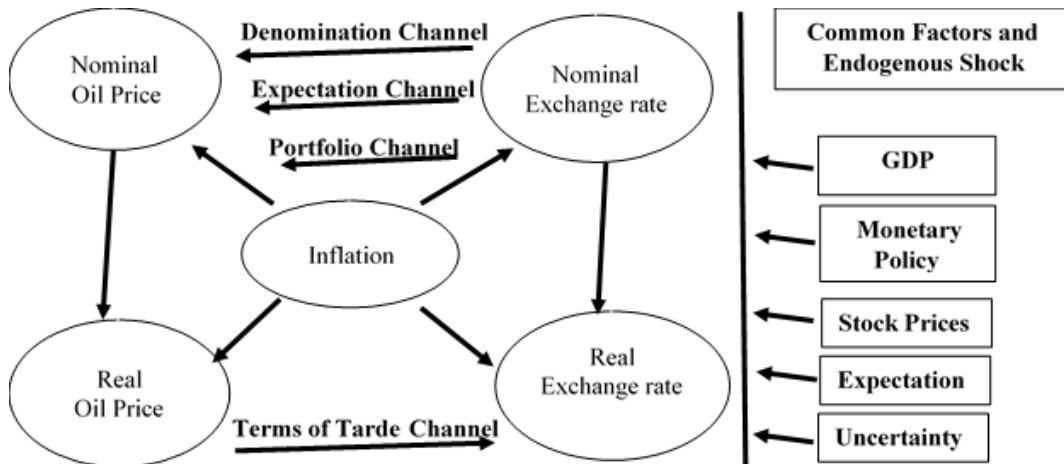 Denomination Channel
Nominal
Oil Price
Expectation Channel
Portfolio Channel
Nominal
Exchange rate
Inflation
Real
Oil Price
Real
Exchange rate
Terms of Tarde Channel
Common Factors and
Endogenous Shock
GDP
Monetary
Policy
Stock Prices
Expectation
Uncertainty